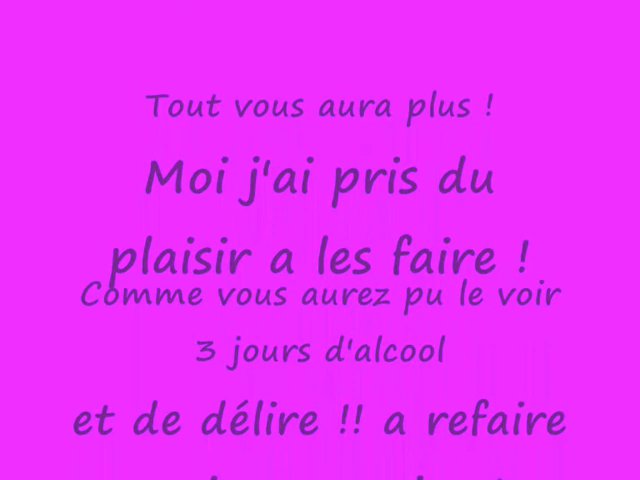 Tout vous aura plus !
Moi j'ai pris du
plaisir a les faire !
Comme vous aurez pu le voir
3 jours d'alcool
et de délire !! a refaire